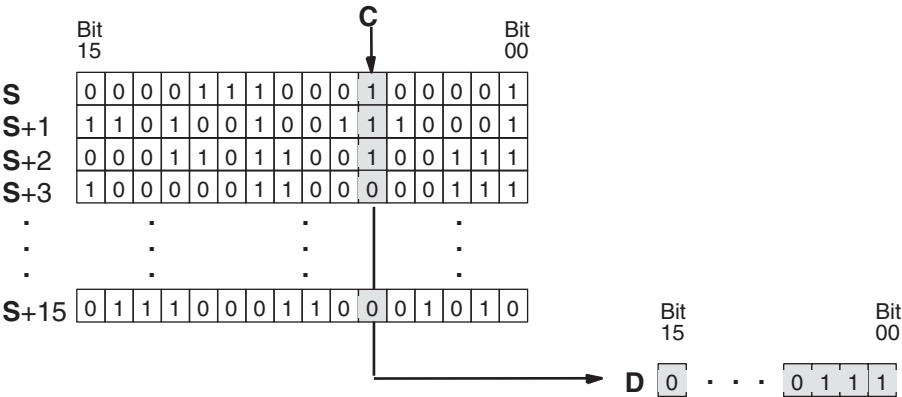 C
Bit
15
Bit
00
S 0 0 0 0 1 1 1 0 0 0 1 0 0 0 0 1
S+1 1 1 0 1 0 0 1 0 0 1 1 1 0 0 0 1
S+2 0 0 0 1 1 0 1 1 0 0 1 0 0 1 1 1
S+3 1 0 0 0 0 0 1 1 0 0 0 0 0 1 1 1
. . . .
. . . .
. . . .
S+15 0 1 1 1 0 0 0 1 1 0 0 0 1 0 1 0
Bit
15
Bit
00
D 0 . . . 0 1 1 1